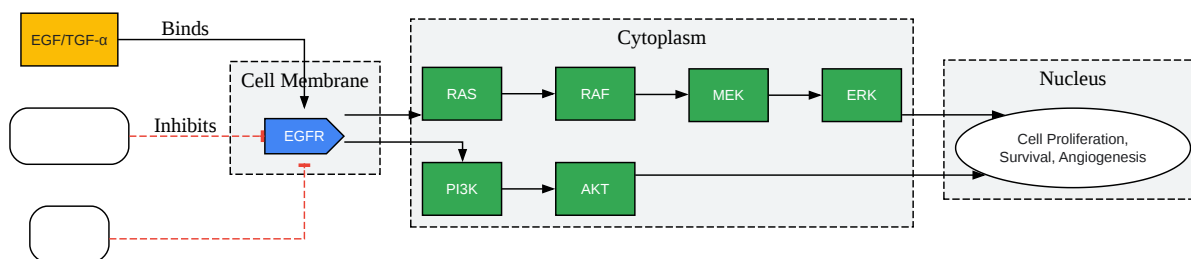 EGF/TGF-α
Binds
Cell Membrane
Inhibits
EGFR
Cytoplasm
RAS
RAF
MEK
ERK
PI3K
AKT
Nucleus
Cell Proliferation,
Survival, Angiogenesis